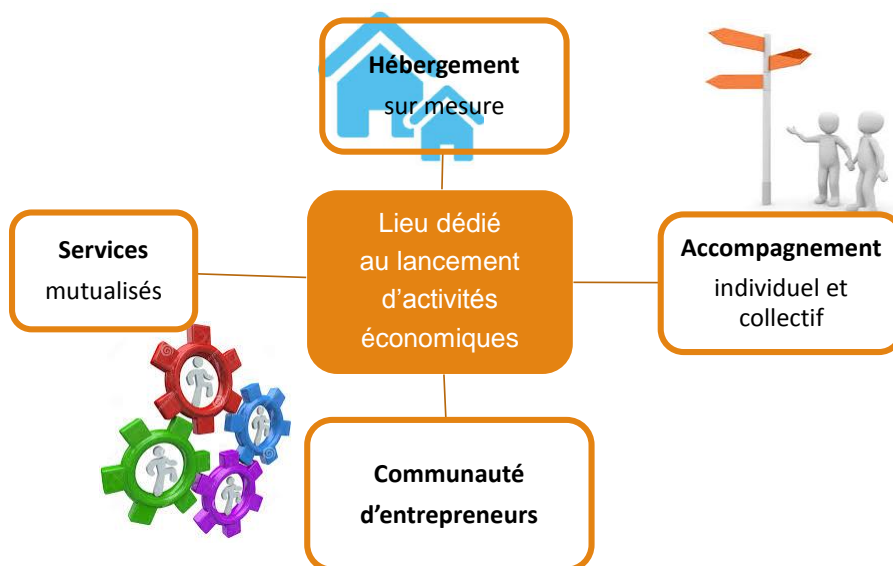 Hébergement
sur mesure
Services
mutualisés
Lieu dédié
au lancement
d’activités
économiques
Accompagnement
individuel et
collectif
Communauté
d’entrepreneurs